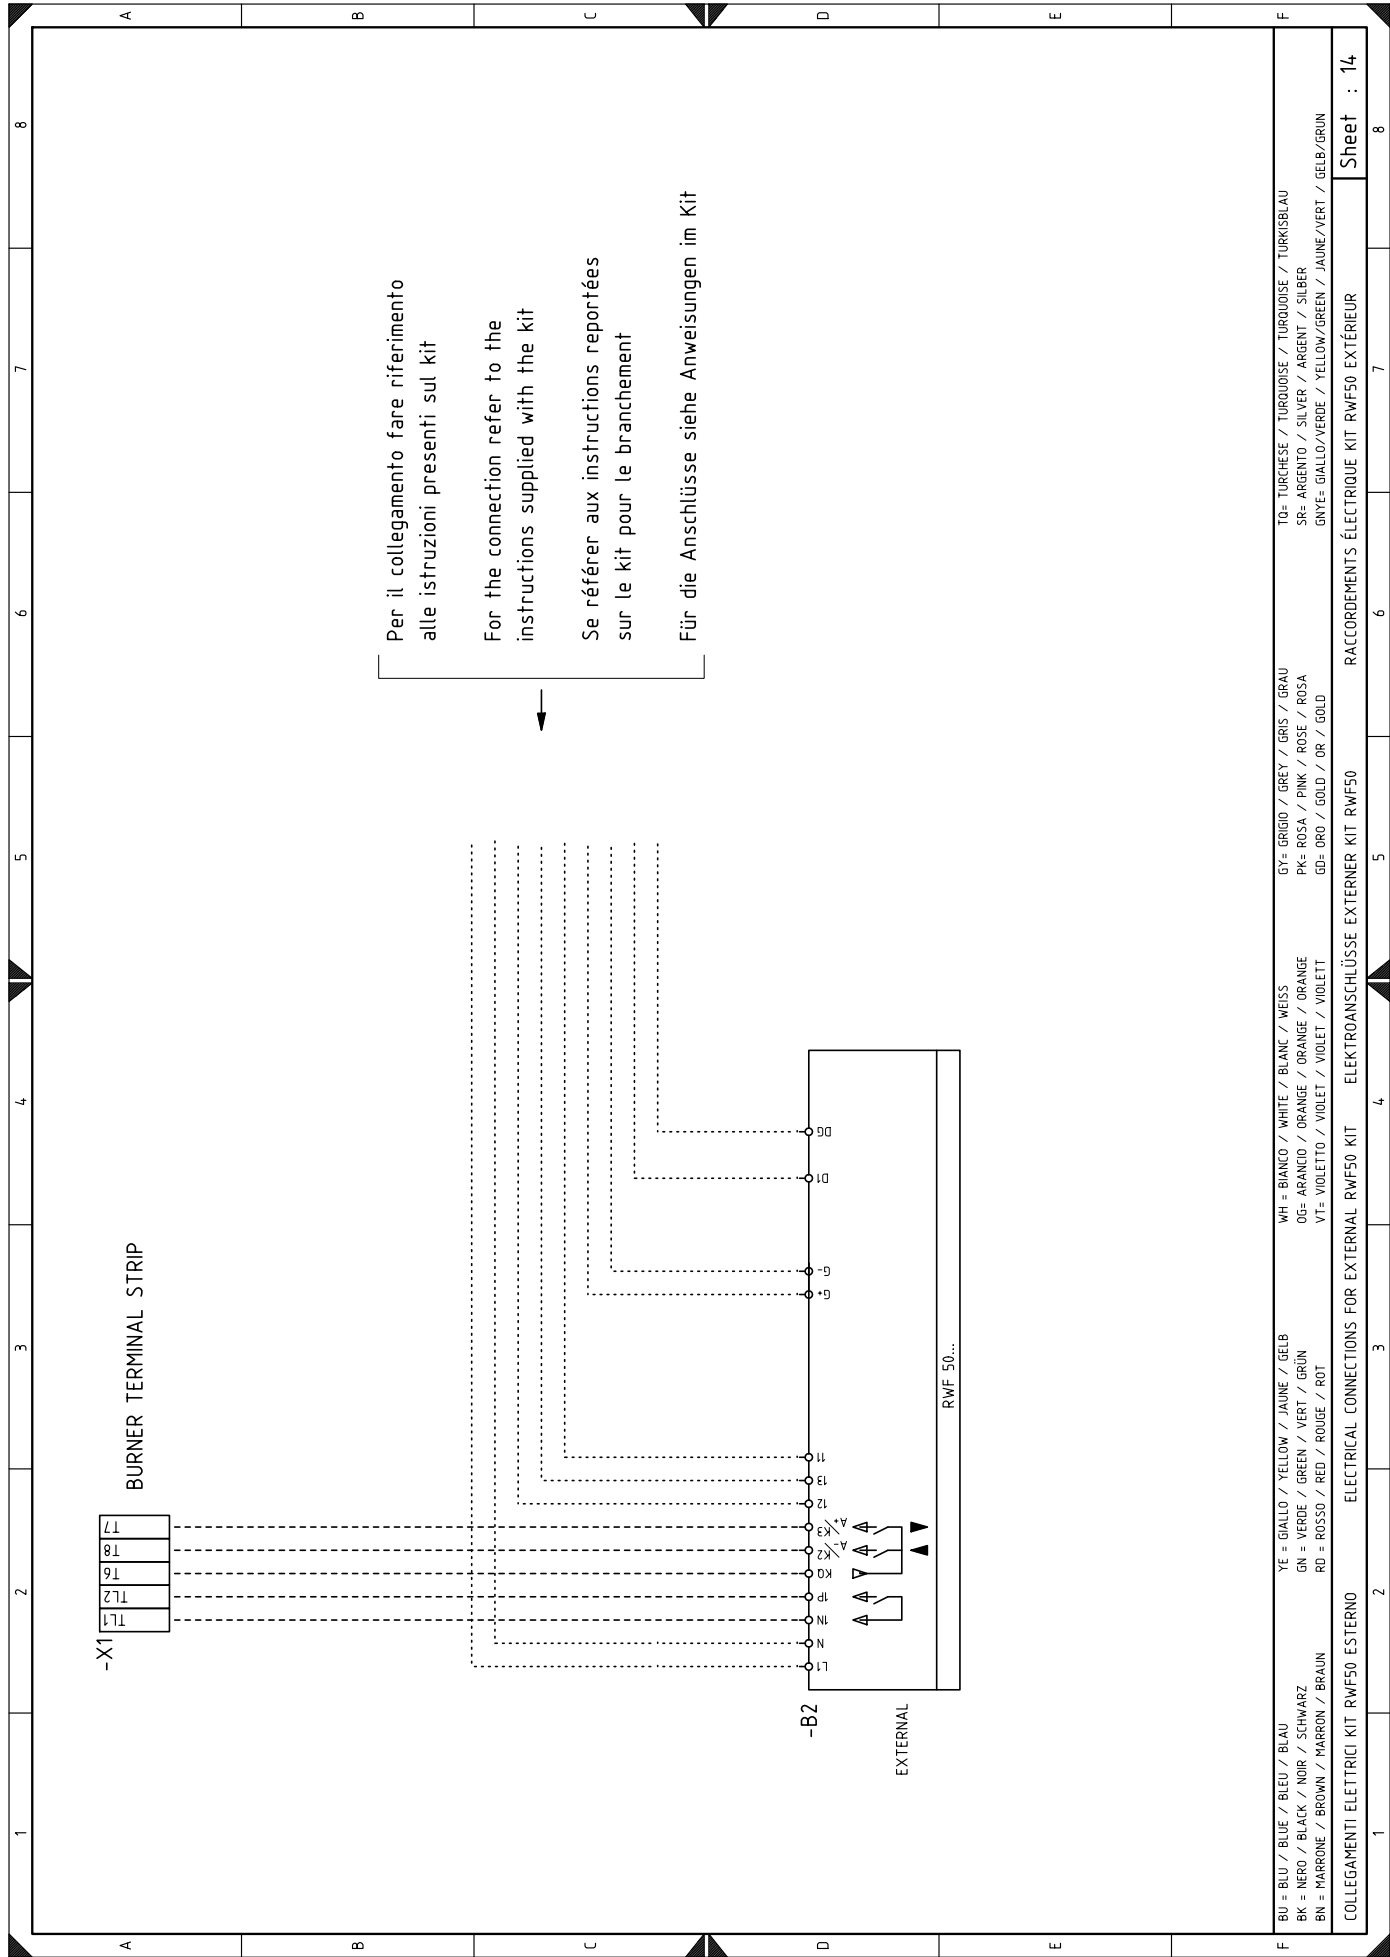 1 2 3 4 5 6 7 8
A
B
C
D
E
F
-X1
TL1 TL2 T6 T8 T7
BURNER TERMINAL STRIP
Per il collegamento fare riferimento
alle istruzioni presenti sul kit
For the connection refer to the
instructions supplied with the kit
Se référer aux instructions reportées
sur le kit pour le branchement
Für die Anschlüsse siehe Anweisungen im Kit
-B2
EXTERNAL
L1 N 1N 1P KQ K2/A- K3/A+ 12 13 11 G+ G- D1 DG
RWF 50...
A
B
C
D
E
F
BU = BLU / BLUE / BLEU / BLAU
BK = NERO / BLACK / NOIR / SCHWARZ
BN = MARRONE / BROWN / MARRON / BRAUN
YE = GIALLO / YELLOW / JAUNE / GELB
GN = VERDE / GREEN / VERT / GRÜN
RD = ROSSO / RED / ROUGE / ROT
WH = BIANCO / WHITE / BLANC / WEISS
OG= ARANCIO / ORANGE / ORANGE / ORANGE
VT= VIOLETTO / VIOLET / VIOLET / VIOLETT
GY= GRIGIO / GREY / GRIS / GRAU
PK= ROSA / PINK / ROSE / ROSA
GD= ORO / GOLD / OR / GOLD
TQ= TURCHESE / TURQUOISE / TURQUOISE / TURKISBLAU
SR= ARGENTO / SILVER / ARGENT / SILBER
GNYE= GIALLO/VERDE / YELLOW/GREEN / JAUNE/VERT / GELB/GRUN
COLLEGAMENTI ELETTRICI KIT RWF50 ESTERNO
ELECTRICAL CONNECTIONS FOR EXTERNAL RWF50 KIT
ELEKTROANSCHLÜSSE EXTERNER KIT RWF50
RACCORDEMENTS ÉLECTRIQUE KIT RWF50 EXTÉRIEUR
Sheet : 14
1 2 3 4 5 6 7 8